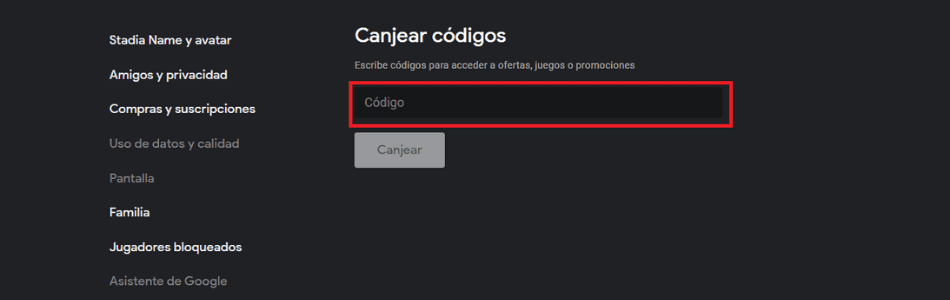 Stadia Name y avatar
Amigos y privacidad
Compras y suscripciones
Uso de datos y calidad
Pantalla
Familia
Jugadores bloqueados
Asistente de Google
Canjear códigos
Escribe códigos para acceder a ofertas, juegos o promociones
Código
Canjear